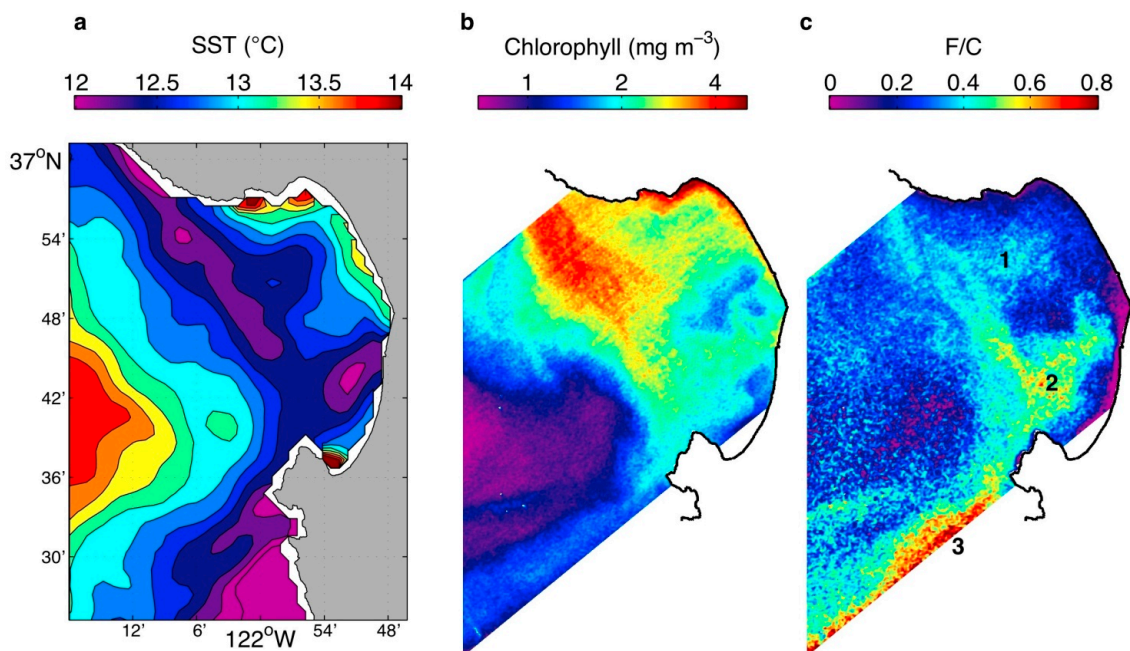 a
SST (°C)
12 12.5 13 13.5 14
37°N
54'
48'
42'
36'
30'
12' 6' 122°W 54' 48'
b
Chlorophyll (mg m⁻³)
1 2 4
c
F/C
0 0.2 0.4 0.6 0.8
1
2
3